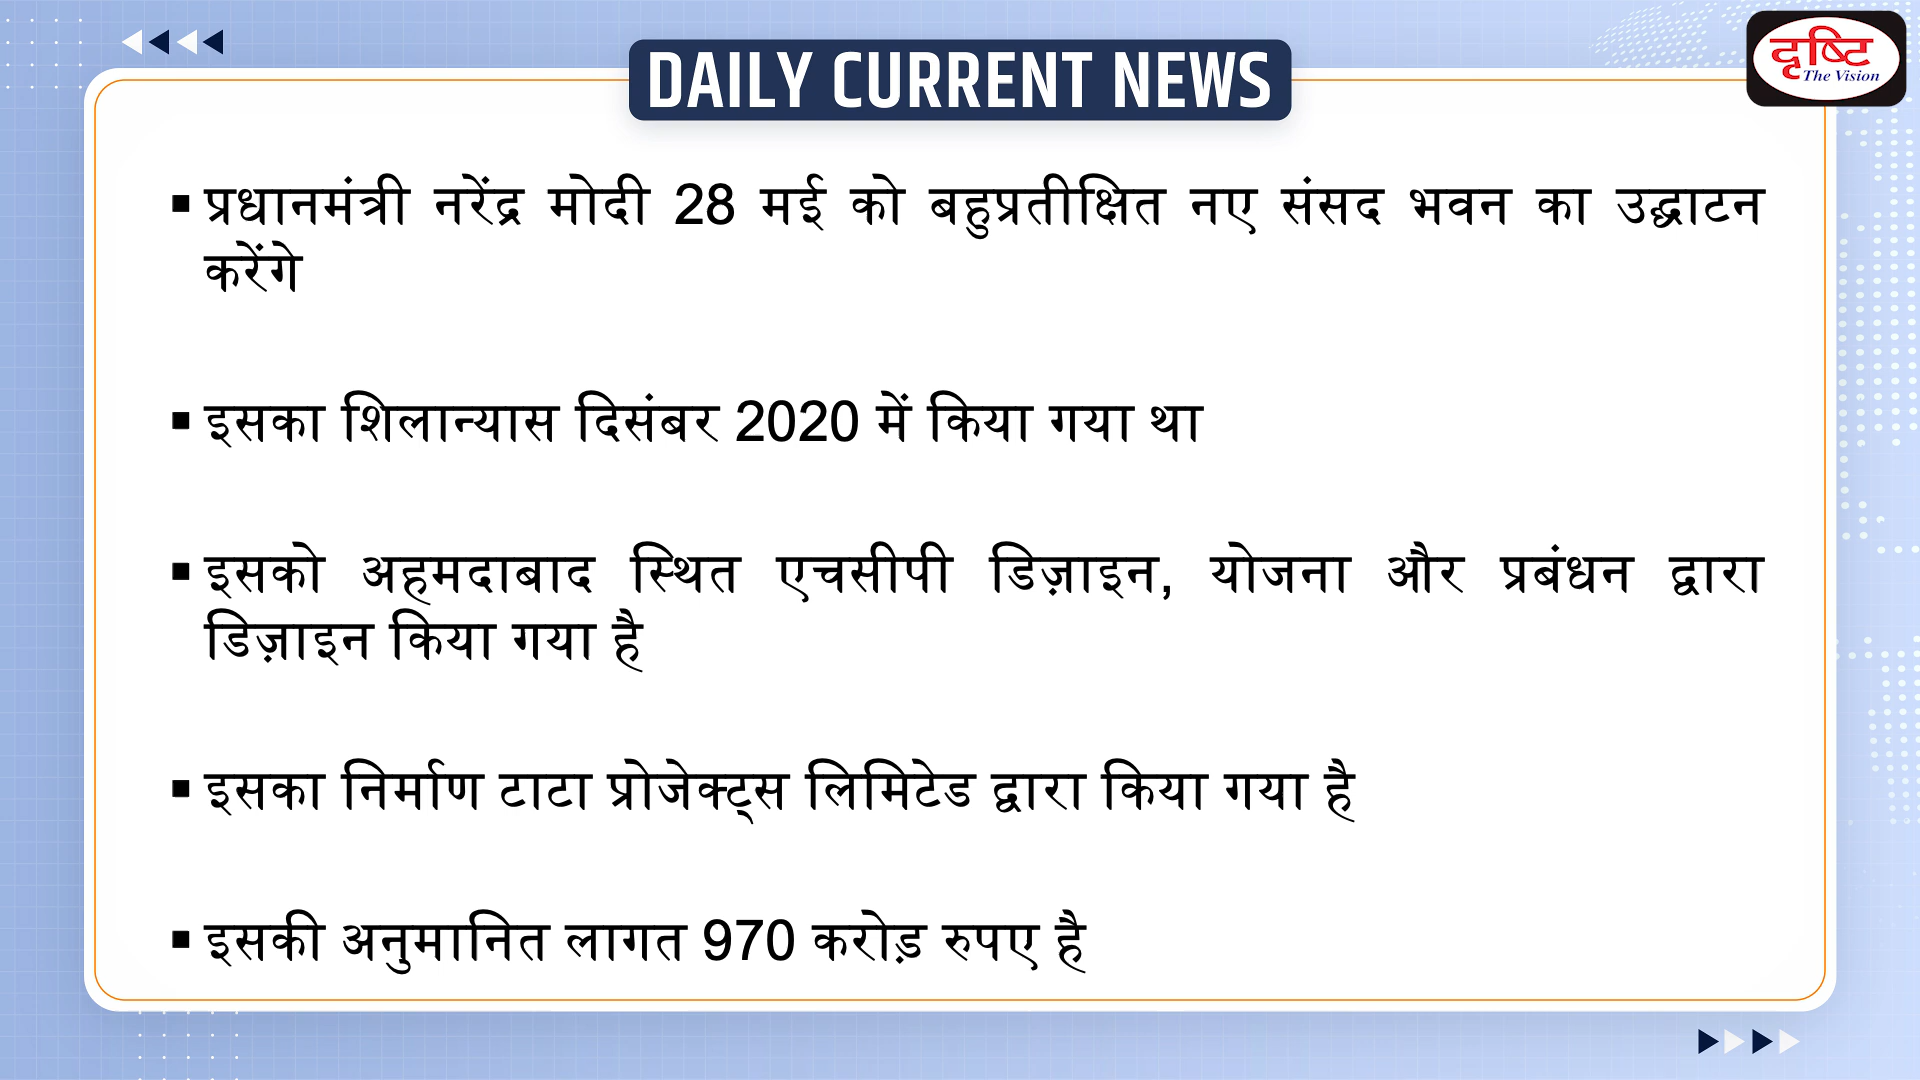 DAILY CURRENT NEWS
दृष्टि
The Vision
▪ प्रधानमंत्री नरेंद्र मोदी 28 मई को बहुप्रतीक्षित नए संसद भवन का उद्घाटन
करेंगे
▪ इसका शिलान्यास दिसंबर 2020 में किया गया था
▪ इसको अहमदाबाद स्थित एचसीपी डिज़ाइन, योजना और प्रबंधन द्वारा
डिज़ाइन किया गया है
▪ इसका निर्माण टाटा प्रोजेक्ट्स लिमिटेड द्वारा किया गया है
▪ इसकी अनुमानित लागत 970 करोड़ रुपए है